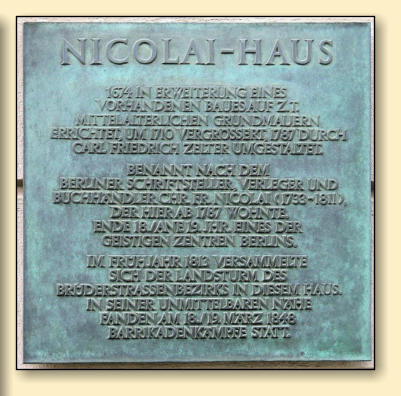 NICOLAI-HAUS
1674 IN ERWEITERUNG EINES
VORHANDENEN BAUES AUF Z.T.
MITTELALTERLICHEN GRUNDMAUERN
ERRICHTET, UM 1710 VERGRÖSSERT, 1787 DURCH
CARL FRIEDRICH ZELTER UMGESTALTET.
BENANNT NACH DEM
BERLINER SCHRIFTSTELLER, VERLEGER UND
BUCHHÄNDLER CHR. FR. NICOLAI (1733-1811),
DER HIER AB 1787 WOHNTE.
ENDE 18./ANF. 19. JHR. EINES DER
GEISTIGEN ZENTREN BERLINS.
IM FRÜHJAHR 1813 VERSAMMELTE
SICH DER LANDSTURM DES
BRÜDERSTRASSENBEZIRKS IN DIESEM HAUS.
IN SEINER UNMITTELBAREN NÄHE
FANDEN AM 18./19. MÄRZ 1848
BARRIKADENKÄMPFE STATT.